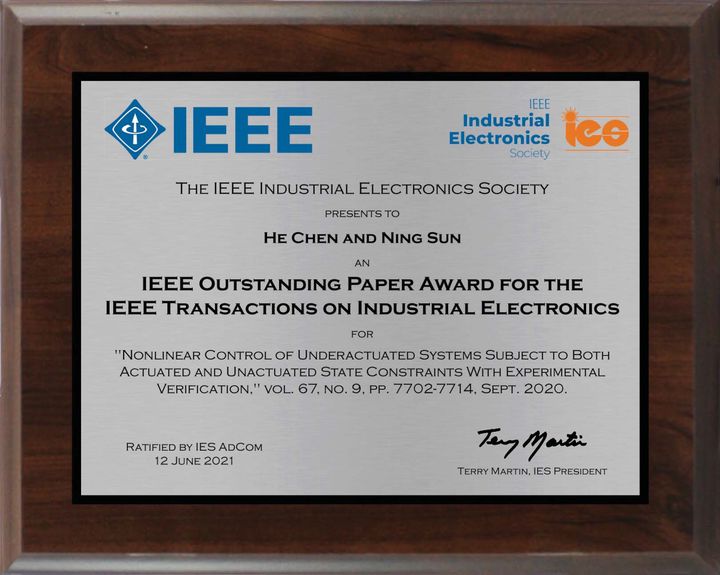 IEEE
IEEE
Industrial
Electronics
Society
ies
The IEEE Industrial Electronics Society
presents to
He Chen and Ning Sun
an
IEEE Outstanding Paper Award for the
IEEE Transactions on Industrial Electronics
for
"Nonlinear Control of Underactuated Systems Subject to Both
Actuated and Unactuated State Constraints With Experimental
Verification," vol. 67, no. 9, pp. 7702-7714, Sept. 2020.
Ratified by IES AdCom
12 June 2021
Terry Martin
Terry Martin, IES President